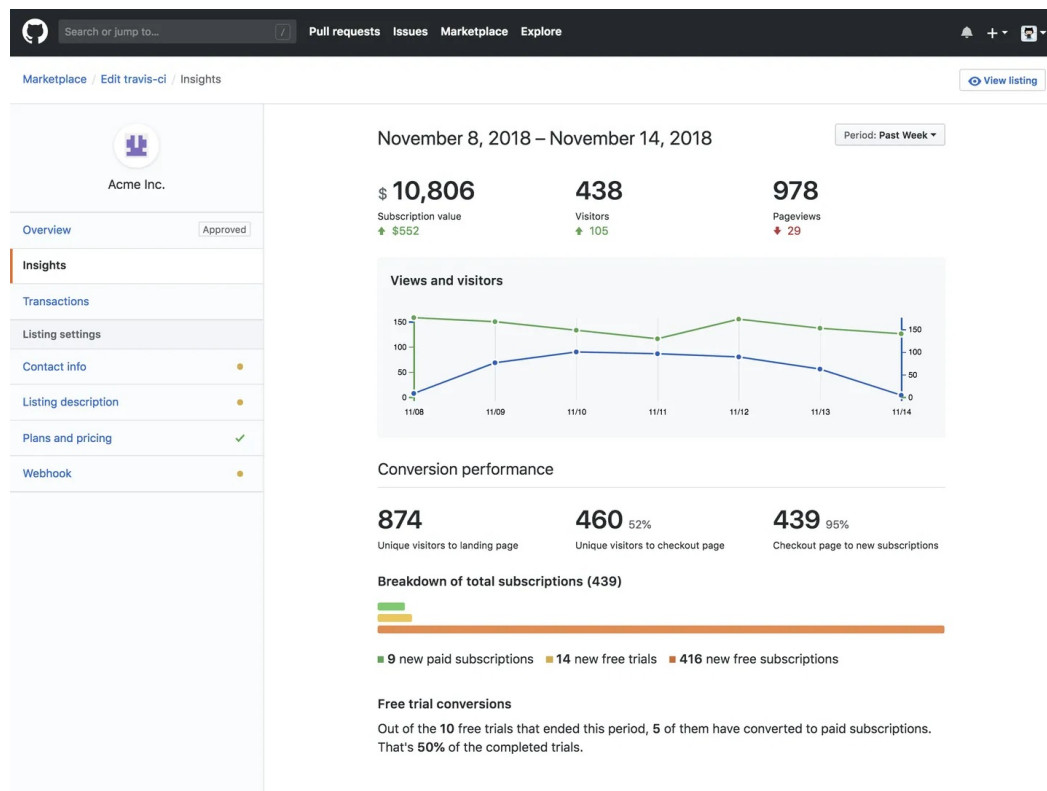 Search or jump to... /
Pull requests Issues Marketplace Explore
Marketplace / Edit travis-ci / Insights
View listing
Acme Inc.
Overview Approved
Insights
Transactions
Listing settings
Contact info
Listing description
Plans and pricing
Webhook
November 8, 2018 – November 14, 2018
Period: Past Week
$ 10,806 438 978
Subscription value Visitors Pageviews
$552 105 29
Views and visitors
150 150
100 100
50 50
0 0
11/08 11/09 11/10 11/11 11/12 11/13 11/14
Conversion performance
874 460 52% 439 95%
Unique visitors to landing page Unique visitors to checkout page Checkout page to new subscriptions
Breakdown of total subscriptions (439)
9 new paid subscriptions 14 new free trials 416 new free subscriptions
Free trial conversions
Out of the 10 free trials that ended this period, 5 of them have converted to paid subscriptions.
That's 50% of the completed trials.